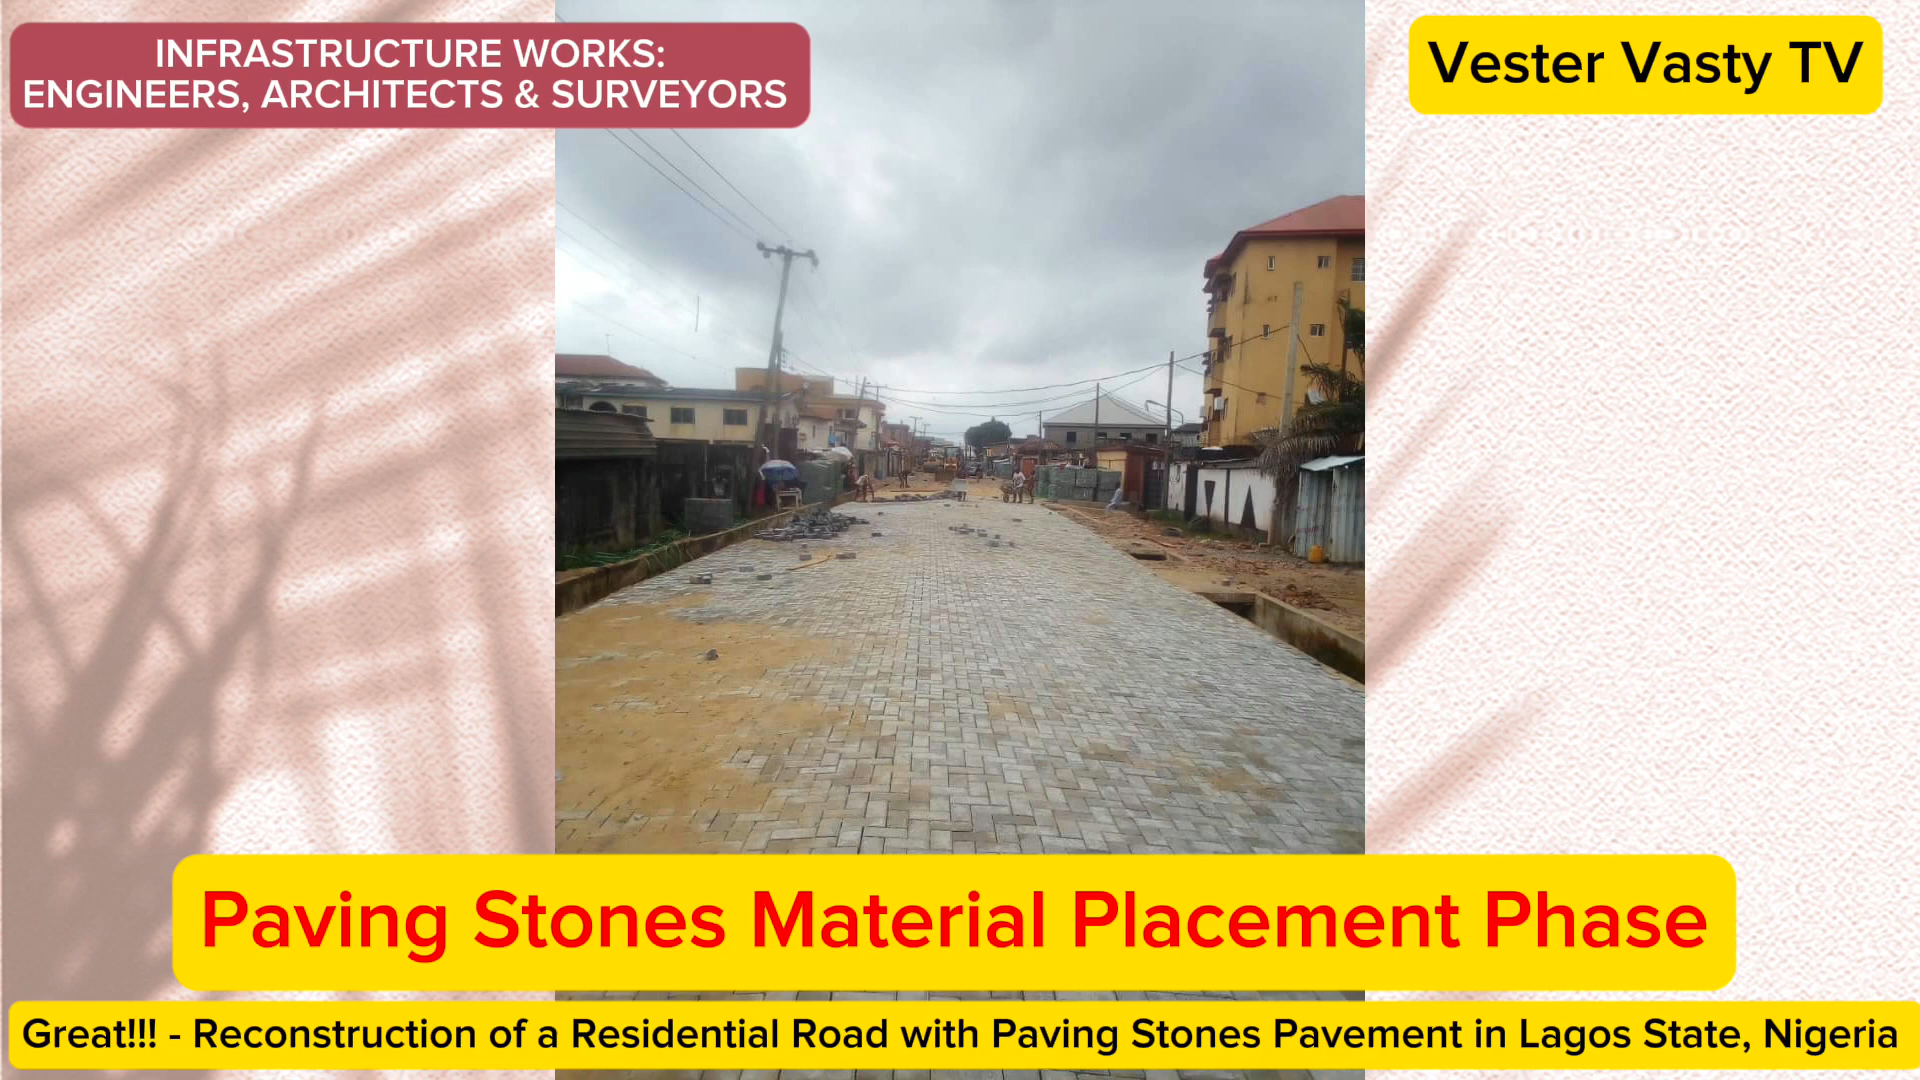 INFRASTRUCTURE WORKS:
ENGINEERS, ARCHITECTS & SURVEYORS
Vester Vasty TV
Paving Stones Material Placement Phase
Great!!! - Reconstruction of a Residential Road with Paving Stones Pavement in Lagos State, Nigeria